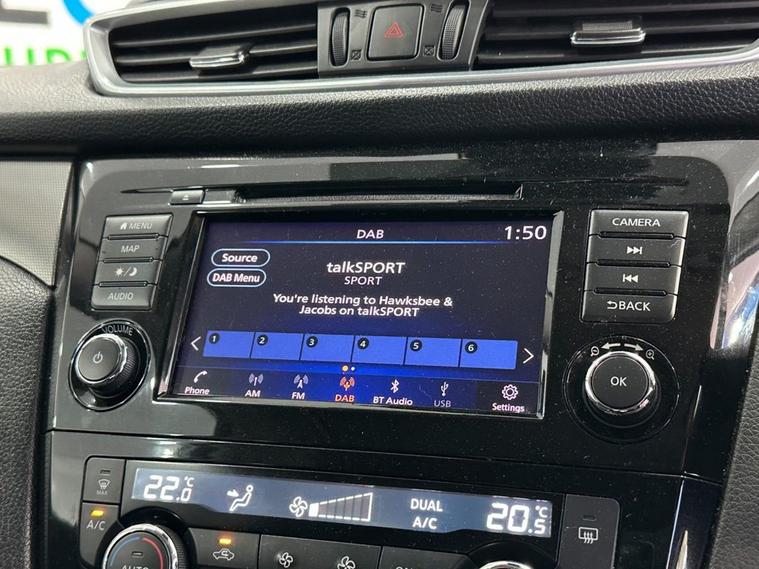 DAB
1:50
MENU
MAP
AUDIO
VOLUME
Source
DAB Menu
talkSPORT
SPORT
You're listening to Hawksbee &
Jacobs on talkSPORT
1 2 3 4 5 6
Phone
AM
FM
DAB
BT Audio
USB
Settings
CAMERA
BACK
OK
MAX
A/C
22.0°C
DUAL
A/C
20.5°C
AUTO